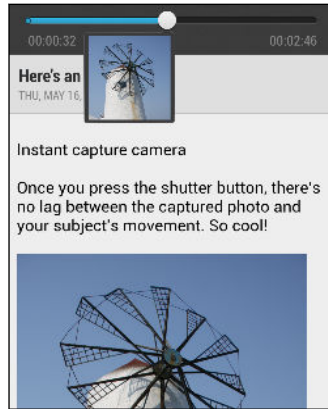 00:00:32 00:02:46
Here's an
THU, MAY 16,
Instant capture camera
Once you press the shutter button, there's
no lag between the captured photo and
your subject's movement. So cool!